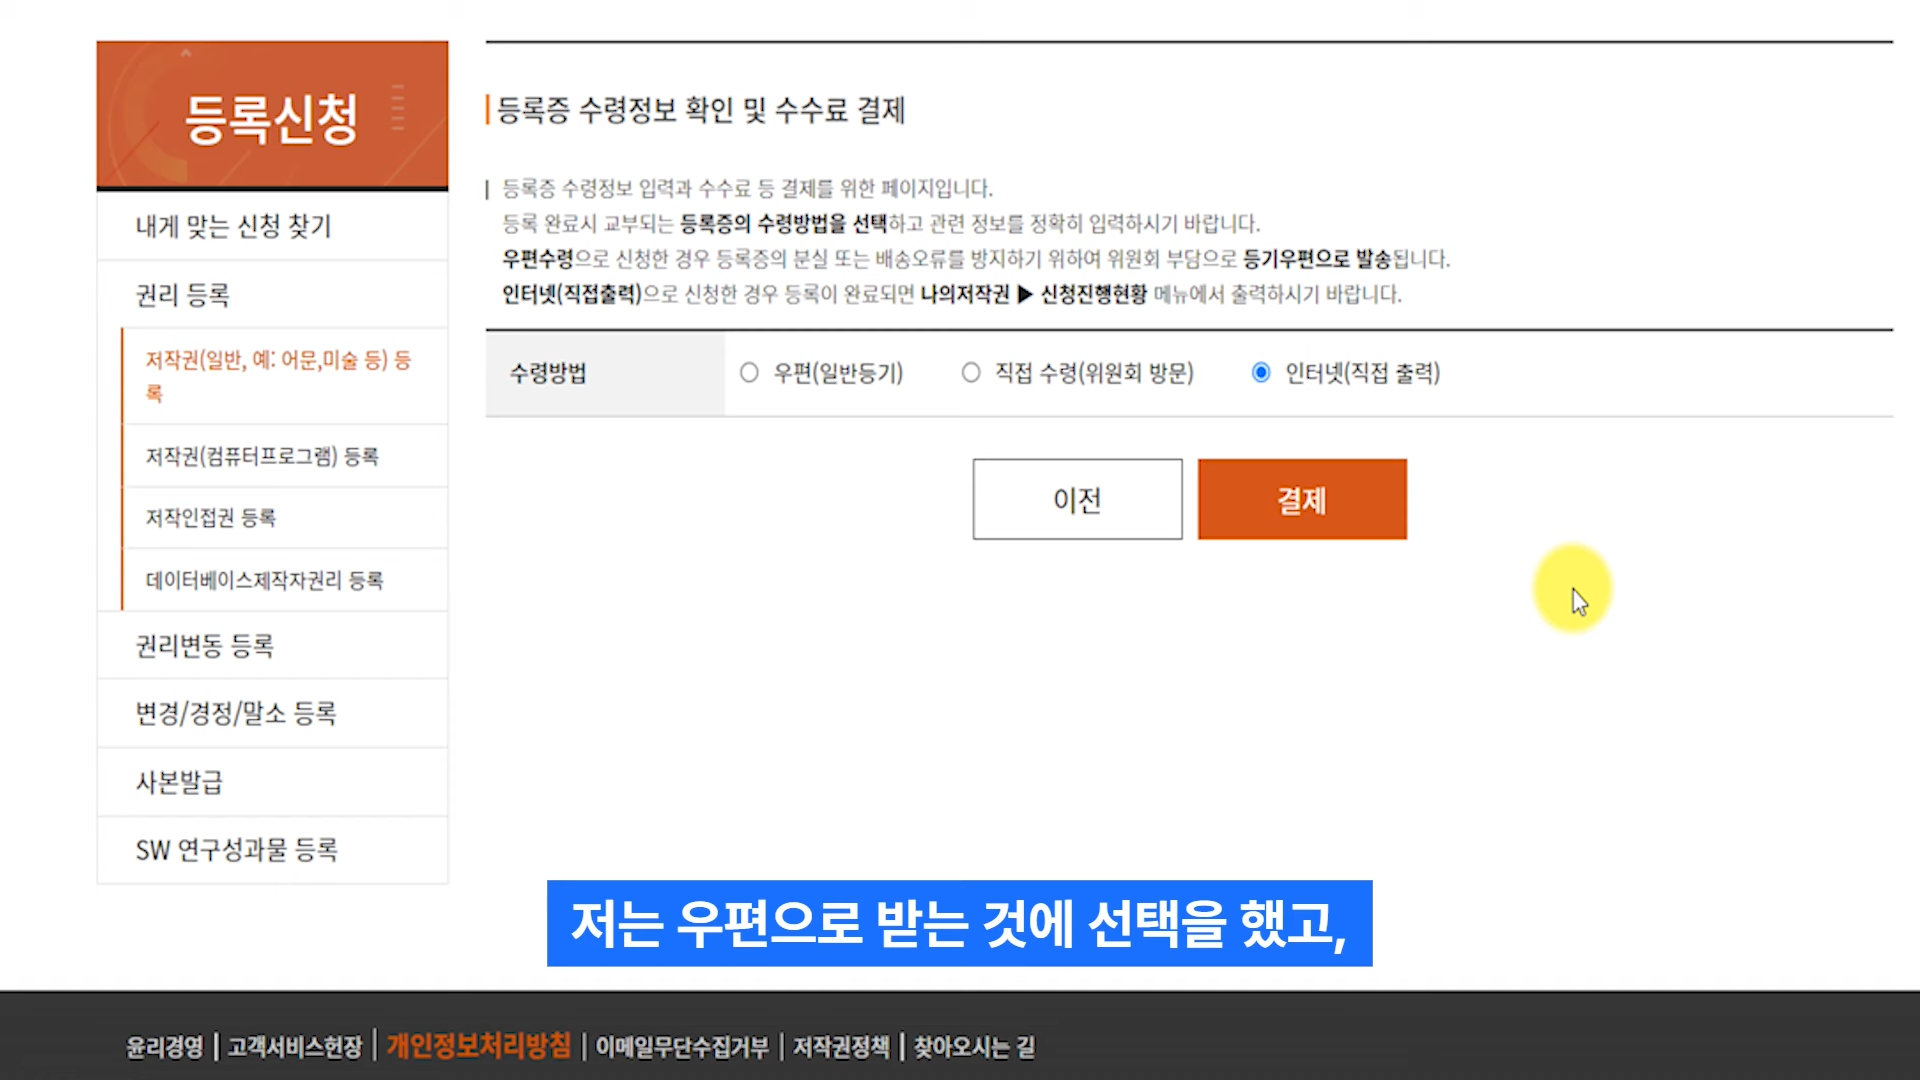 등록신청
내게 맞는 신청 찾기
권리 등록
저작권(일반, 예: 어문,미술 등) 등
록
저작권(컴퓨터프로그램) 등록
저작인접권 등록
데이터베이스제작자권리 등록
권리변동 등록
변경/경정/말소 등록
사본발급
SW 연구성과물 등록
등록증 수령정보 확인 및 수수료 결제
등록증 수령정보 입력과 수수료 등 결제를 위한 페이지입니다.
등록 완료시 교부되는 등록증의 수령방법을 선택하고 관련 정보를 정확히 입력하시기 바랍니다.
우편수령으로 신청한 경우 등록증의 분실 또는 배송오류를 방지하기 위하여 위원회 부담으로 등기우편으로 발송됩니다.
인터넷(직접출력)으로 신청한 경우 등록이 완료되면 나의저작권 ▶ 신청진행현황 메뉴에서 출력하시기 바랍니다.
수령방법 우편(일반등기) 직접 수령(위원회 방문) 인터넷(직접 출력)
이전 결제
저는 우편으로 받는 것에 선택을 했고,
윤리경영 | 고객서비스헌장 | 개인정보처리방침 | 이메일무단수집거부 | 저작권정책 | 찾아오시는 길